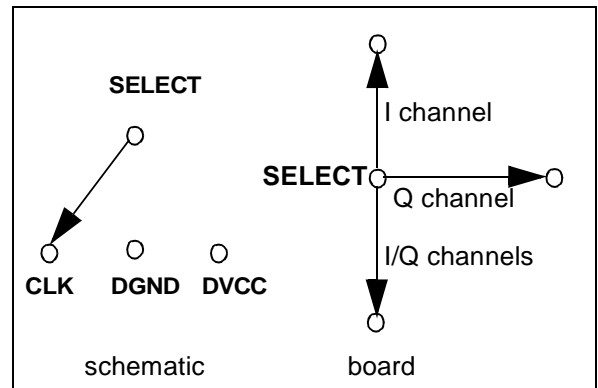 SELECT
CLK DGND DVCC
schematic
I channel
SELECT
Q channel
I/Q channels
board